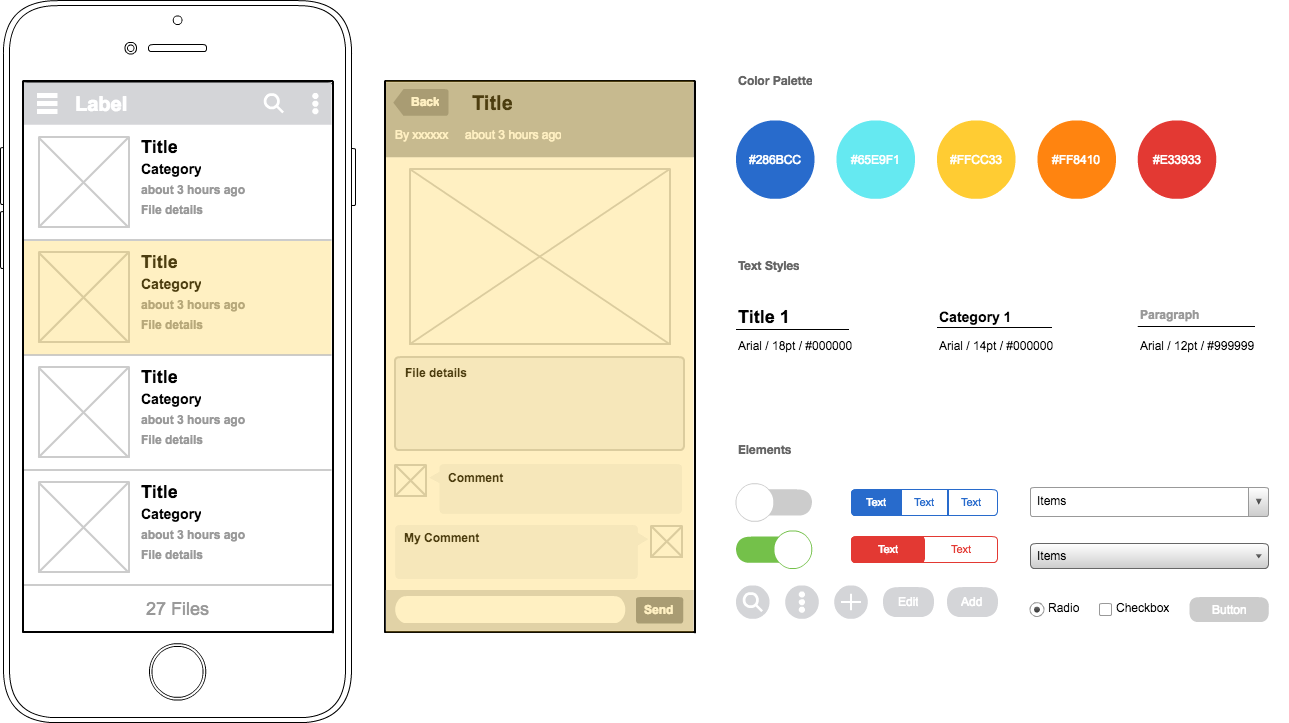 Label
Title
Category
about 3 hours ago
File details
Title
Category
about 3 hours ago
File details
Title
Category
about 3 hours ago
File details
Title
Category
about 3 hours ago
File details
27 Files
Back Title
By xxxxxx about 3 hours ago
File details
Comment
My Comment
Send
Color Palette
#286BCC #65E9F1 #FFCC33 #FF8410 #E33933
Text Styles
Title 1 Category 1 Paragraph
Arial / 18pt / #000000 Arial / 14pt / #000000 Arial / 12pt / #999999
Elements
Text Text Text Items
Text Text Items
Edit Add Radio Checkbox Button